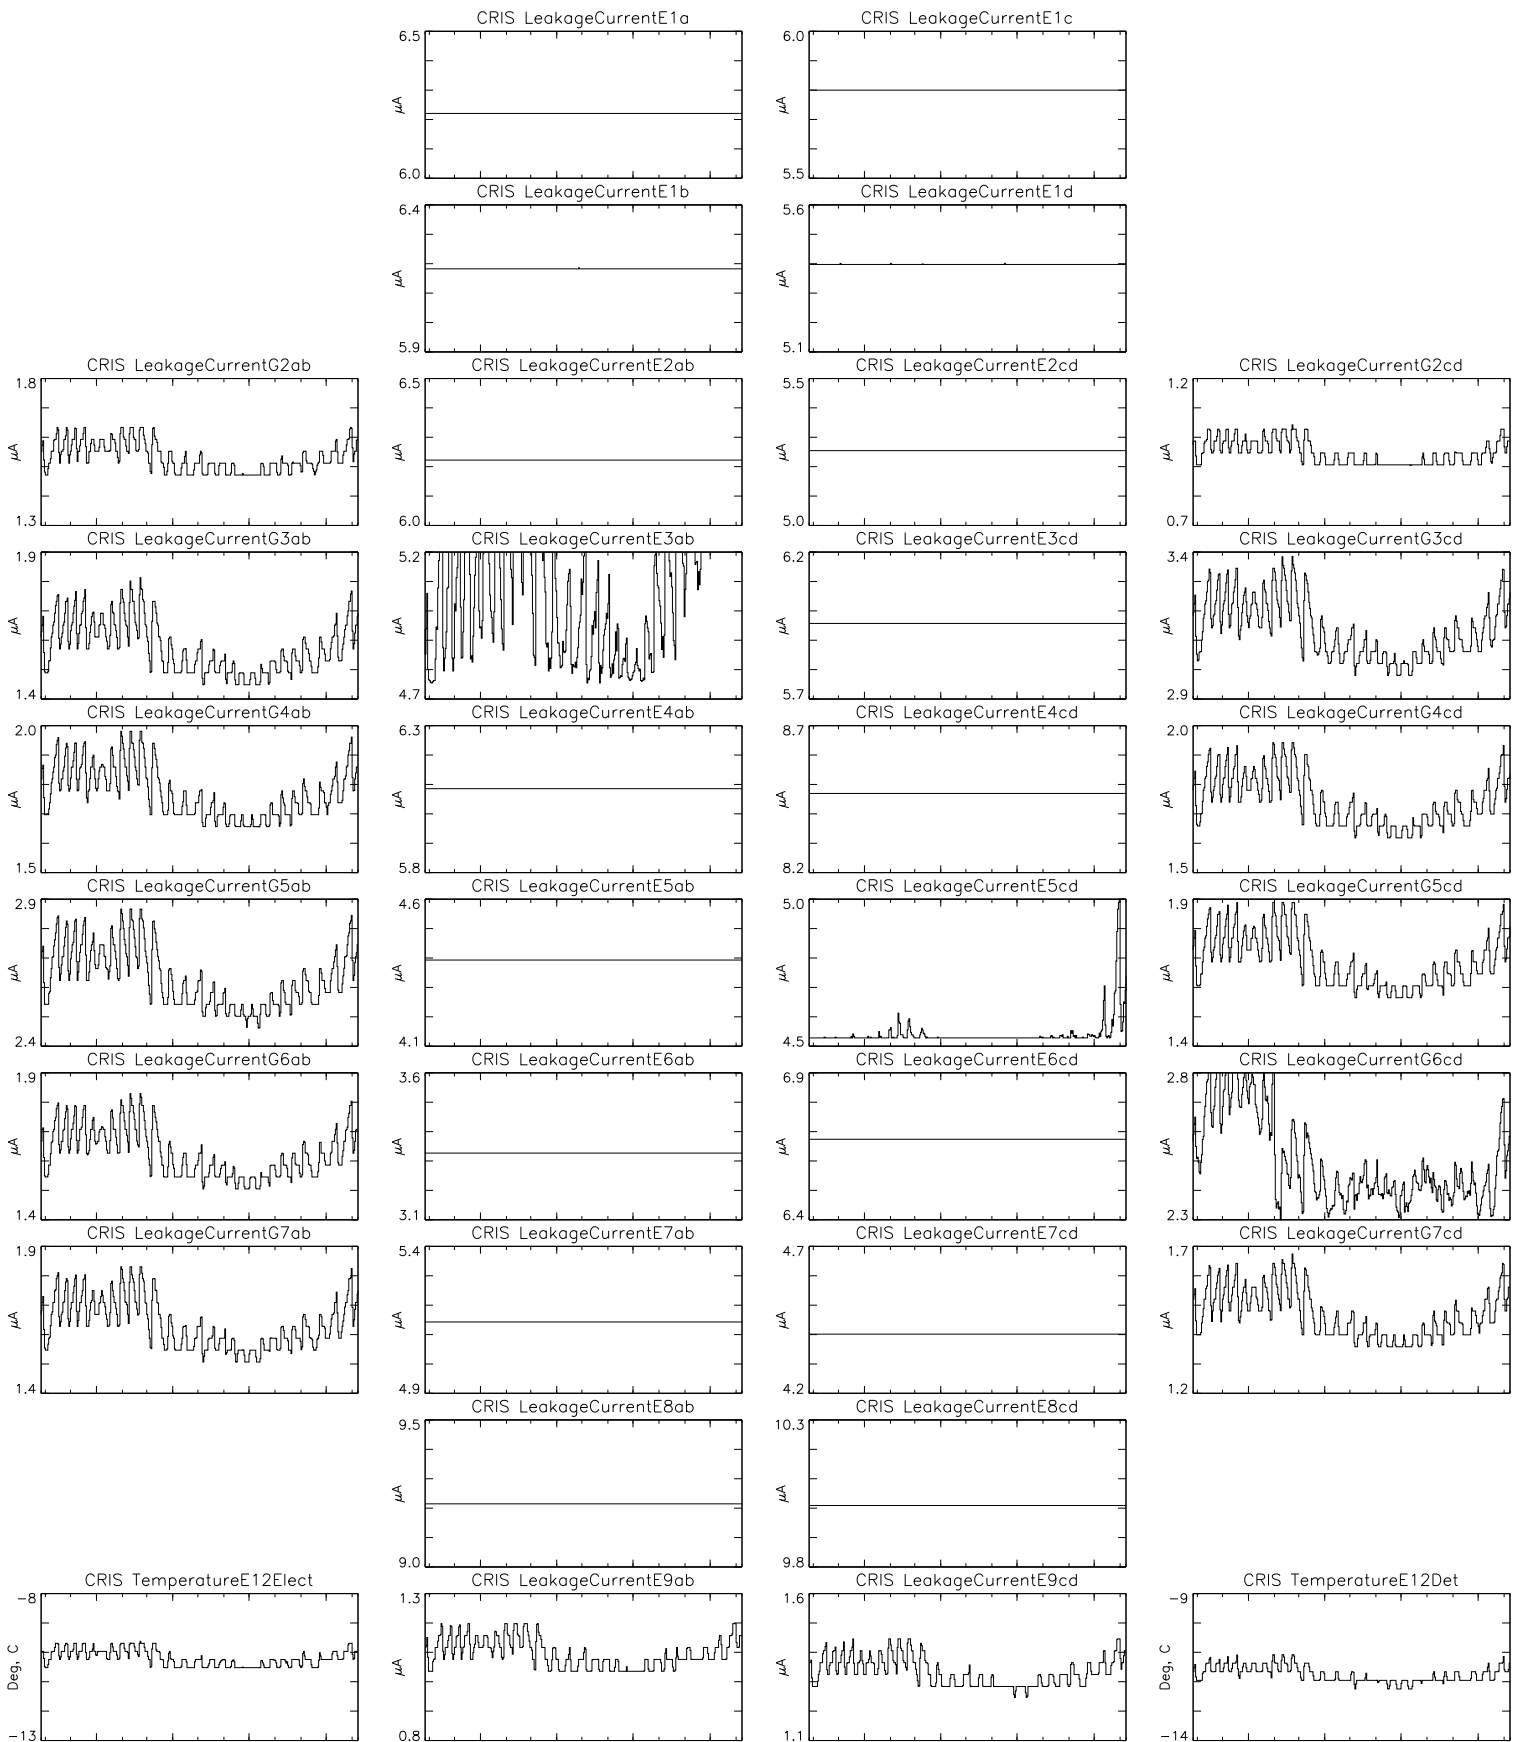 CRIS LeakageCurrentE1a
6.5
μA
6.0
CRIS LeakageCurrentE1c
6.0
μA
5.5
CRIS LeakageCurrentE1b
6.4
μA
5.9
CRIS LeakageCurrentE1d
5.6
μA
5.1
CRIS LeakageCurrentG2ab
1.8
μA
1.3
CRIS LeakageCurrentE2ab
6.5
μA
6.0
CRIS LeakageCurrentE2cd
5.5
μA
5.0
CRIS LeakageCurrentG2cd
1.2
μA
0.7
CRIS LeakageCurrentG3ab
1.9
μA
1.4
CRIS LeakageCurrentE3ab
5.2
μA
4.7
CRIS LeakageCurrentE3cd
6.2
μA
5.7
CRIS LeakageCurrentG3cd
3.4
μA
2.9
CRIS LeakageCurrentG4ab
2.0
μA
1.5
CRIS LeakageCurrentE4ab
6.3
μA
5.8
CRIS LeakageCurrentE4cd
8.7
μA
8.2
CRIS LeakageCurrentG4cd
2.0
μA
1.5
CRIS LeakageCurrentG5ab
2.9
μA
2.4
CRIS LeakageCurrentE5ab
4.6
μA
4.1
CRIS LeakageCurrentE5cd
5.0
μA
4.5
CRIS LeakageCurrentG5cd
1.9
μA
1.4
CRIS LeakageCurrentG6ab
1.9
μA
1.4
CRIS LeakageCurrentE6ab
3.6
μA
3.1
CRIS LeakageCurrentE6cd
6.9
μA
6.4
CRIS LeakageCurrentG6cd
2.8
μA
2.3
CRIS LeakageCurrentG7ab
1.9
μA
1.4
CRIS LeakageCurrentE7ab
5.4
μA
4.9
CRIS LeakageCurrentE7cd
4.7
μA
4.2
CRIS LeakageCurrentG7cd
1.7
μA
1.2
CRIS LeakageCurrentE8ab
9.5
μA
9.0
CRIS LeakageCurrentE8cd
10.3
μA
9.8
CRIS TemperatureE12Elect
−8
Deg, C
−13
CRIS LeakageCurrentE9ab
1.3
μA
0.8
CRIS LeakageCurrentE9cd
1.6
μA
1.1
CRIS TemperatureE12Det
−9
Deg, C
−14